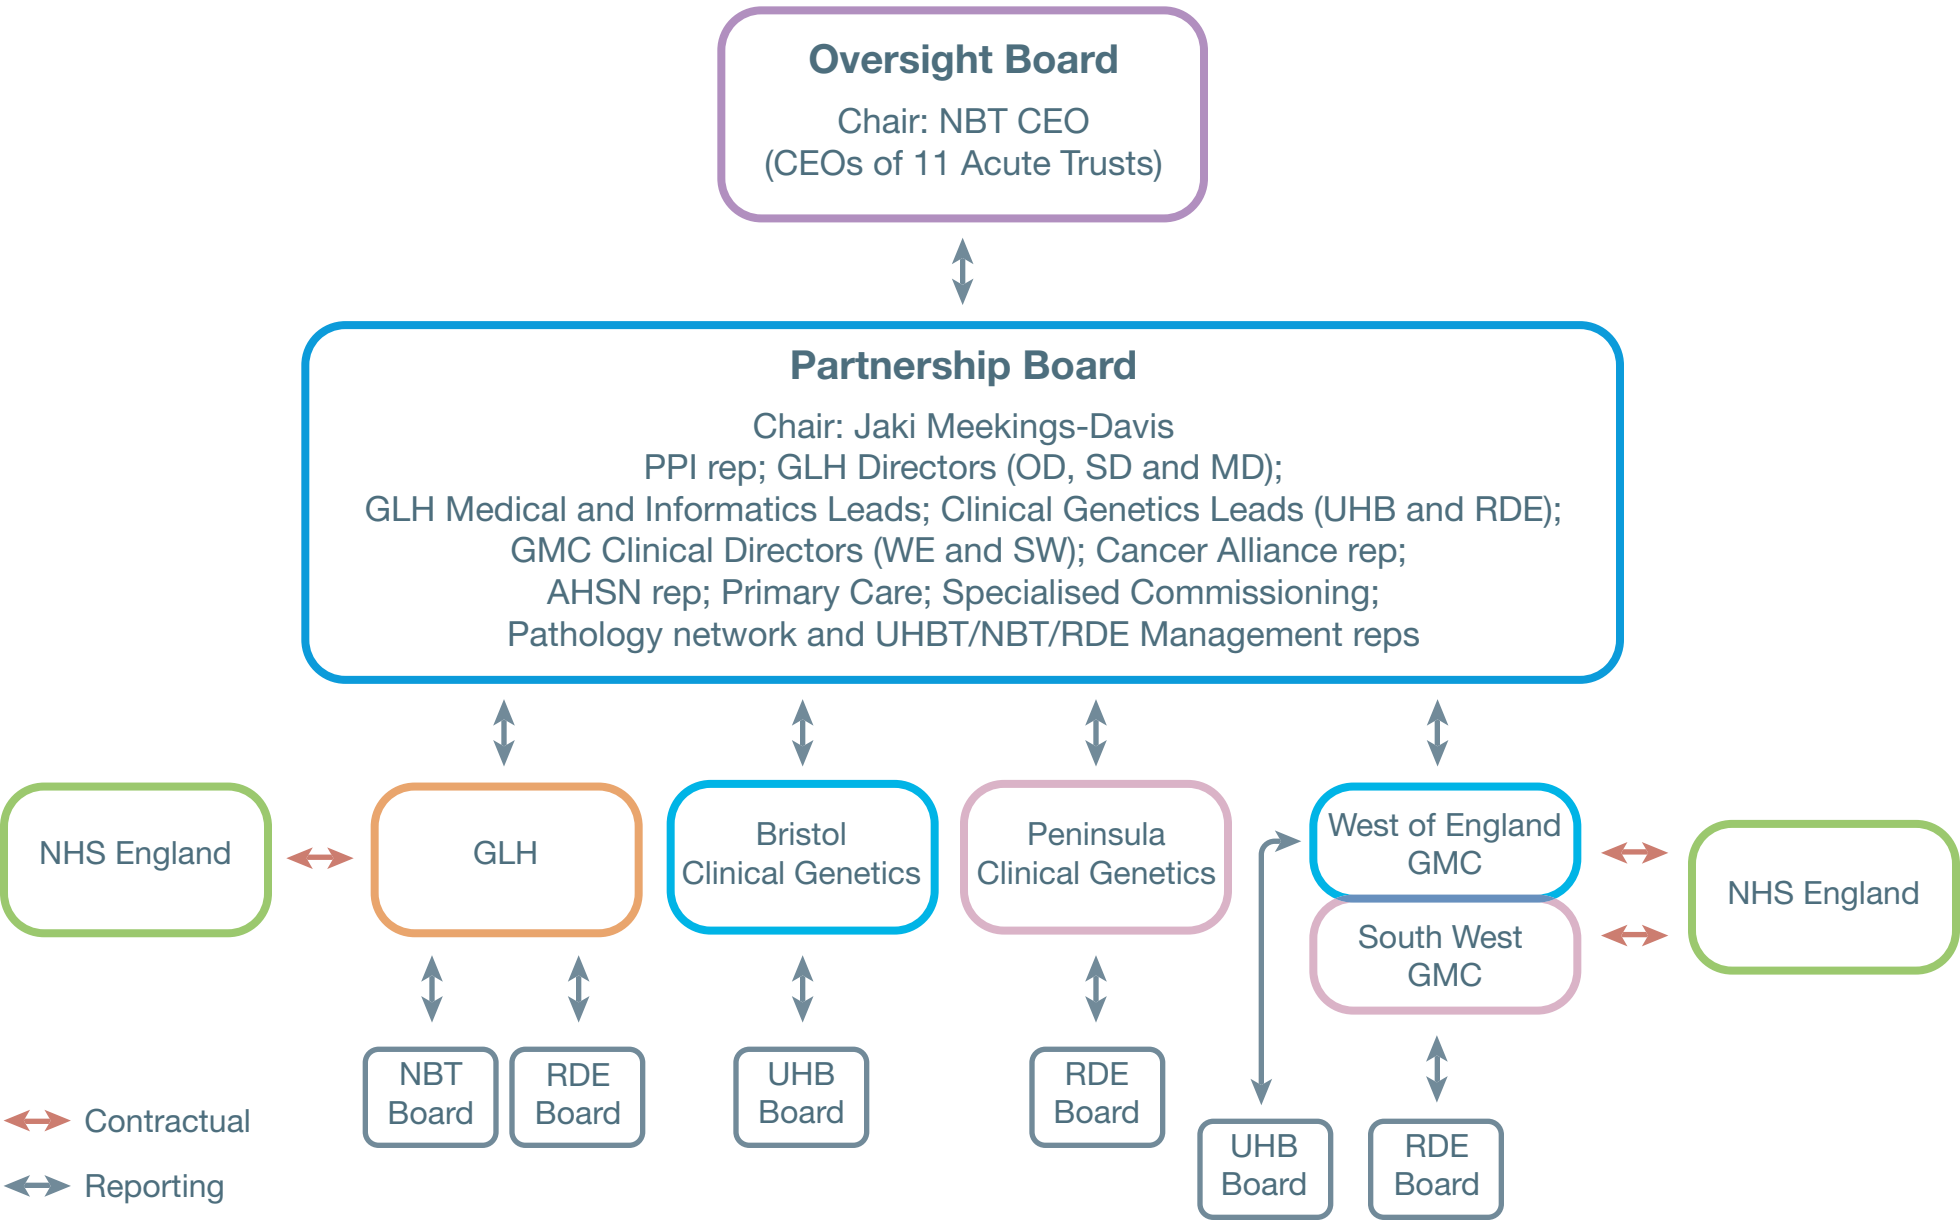 Oversight Board
Chair: NBT CEO
(CEOs of 11 Acute Trusts)
Partnership Board
Chair: Jaki Meekings-Davis
PPI rep; GLH Directors (OD, SD and MD);
GLH Medical and Informatics Leads; Clinical Genetics Leads (UHB and RDE);
GMC Clinical Directors (WE and SW); Cancer Alliance rep;
AHSN rep; Primary Care; Specialised Commissioning;
Pathology network and UHBT/NBT/RDE Management reps
NHS England
GLH
Bristol
Clinical Genetics
Peninsula
Clinical Genetics
West of England
GMC
South West
GMC
NHS England
NBT
Board
RDE
Board
UHB
Board
RDE
Board
UHB
Board
RDE
Board
Contractual
Reporting